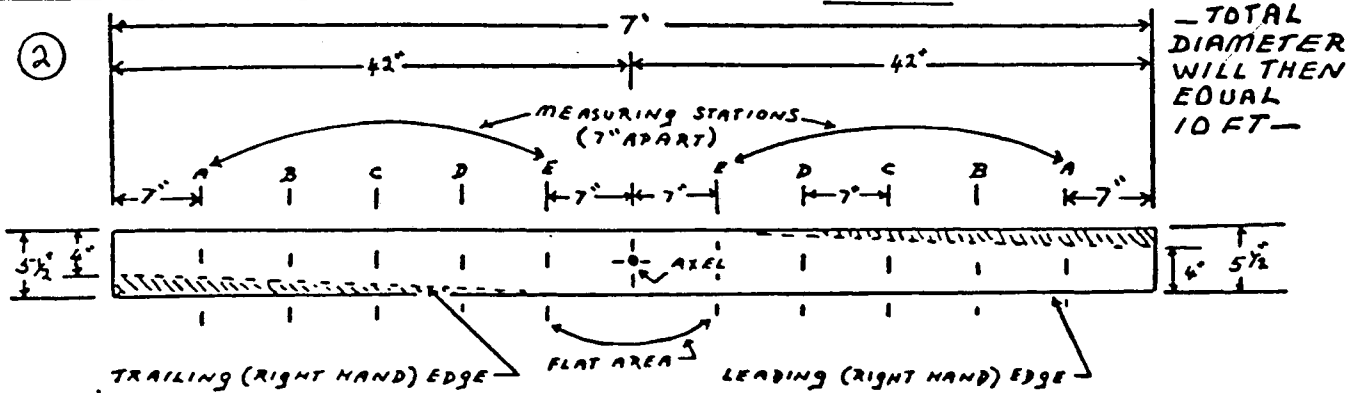 7'
— TOTAL
DIAMETER
WILL THEN
EQUAL
10 FT —
2
42"
42"
MEASURING STATIONS
(7" APART)
A B C D E E D C B A
7" 7" 7" 7" 7"
5½" 4" AXEL 4" 5½"
FLAT AREA
TRAILING (RIGHT HAND) EDGE
LEADING (RIGHT HAND) EDGE